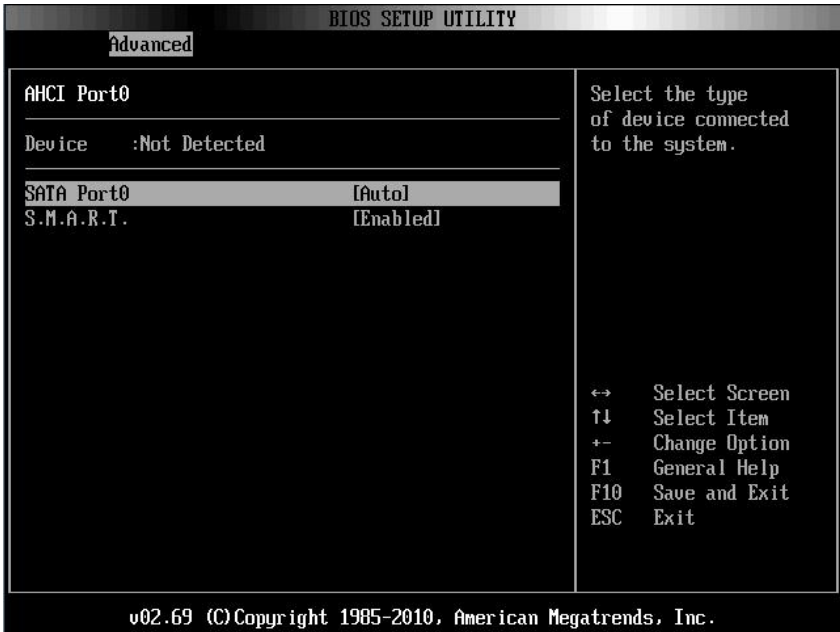 BIOS SETUP UTILITY
Advanced
AHCI Port0
Device :Not Detected
SATA Port0 [Auto]
S.M.A.R.T. [Enabled]
Select the type
of device connected
to the system.
↔ Select Screen
↑↓ Select Item
+- Change Option
F1 General Help
F10 Save and Exit
ESC Exit
v02.69 (C)Copyright 1985-2010, American Megatrends, Inc.